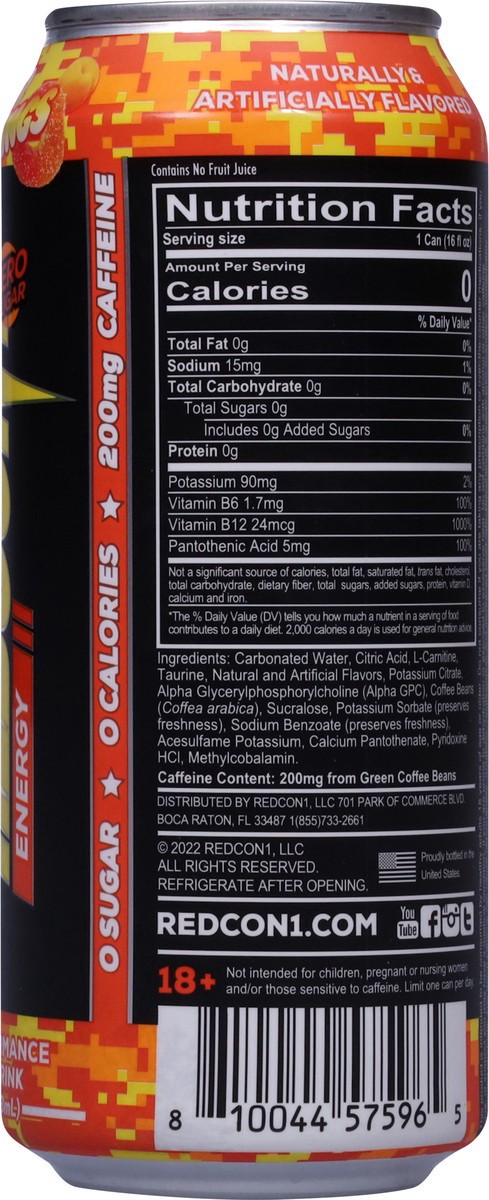 NATURALLY &
ARTIFICIALLY FLAVORED
NGS
Contains No Fruit Juice
Nutrition Facts
Serving size 1 Can (16 fl oz)
Amount Per Serving
Calories 0
% Daily Value*
Total Fat 0g 0%
Sodium 15mg 1%
Total Carbohydrate 0g 0%
Total Sugars 0g
Includes 0g Added Sugars 0%
Protein 0g
Potassium 90mg 2%
Vitamin B6 1.7mg 100%
Vitamin B12 24mcg 1000%
Pantothenic Acid 5mg 100%
Not a significant source of calories, total fat, saturated fat, trans fat, cholesterol,
total carbohydrate, dietary fiber, total sugars, added sugars, protein, vitamin D,
calcium and iron.
*The % Daily Value (DV) tells you how much a nutrient in a serving of food
contributes to a daily diet. 2,000 calories a day is used for general nutrition advice.
Ingredients: Carbonated Water, Citric Acid, L-Carnitine,
Taurine, Natural and Artificial Flavors, Potassium Citrate,
Alpha Glycerylphosphorylcholine (Alpha GPC), Coffee Beans
(Coffea arabica), Sucralose, Potassium Sorbate (preserves
freshness), Sodium Benzoate (preserves freshness),
Acesulfame Potassium, Calcium Pantothenate, Pyridoxine
HCl, Methylcobalamin.
Caffeine Content: 200mg from Green Coffee Beans
DISTRIBUTED BY REDCON1, LLC 701 PARK OF COMMERCE BLVD.
BOCA RATON, FL 33487 1(855)733-2661
© 2022 REDCON1, LLC
ALL RIGHTS RESERVED.
REFRIGERATE AFTER OPENING.
Proudly bottled in the
United States.
REDCON1.COM
You
Tube
18+
Not intended for children, pregnant or nursing women
and/or those sensitive to caffeine. Limit one can per day.
8 10044 57596 5
0 SUGAR ★ 0 CALORIES ★ 200mg CAFFEINE
ERO
GAR
ENERGY
MANCE
RINK
mL)